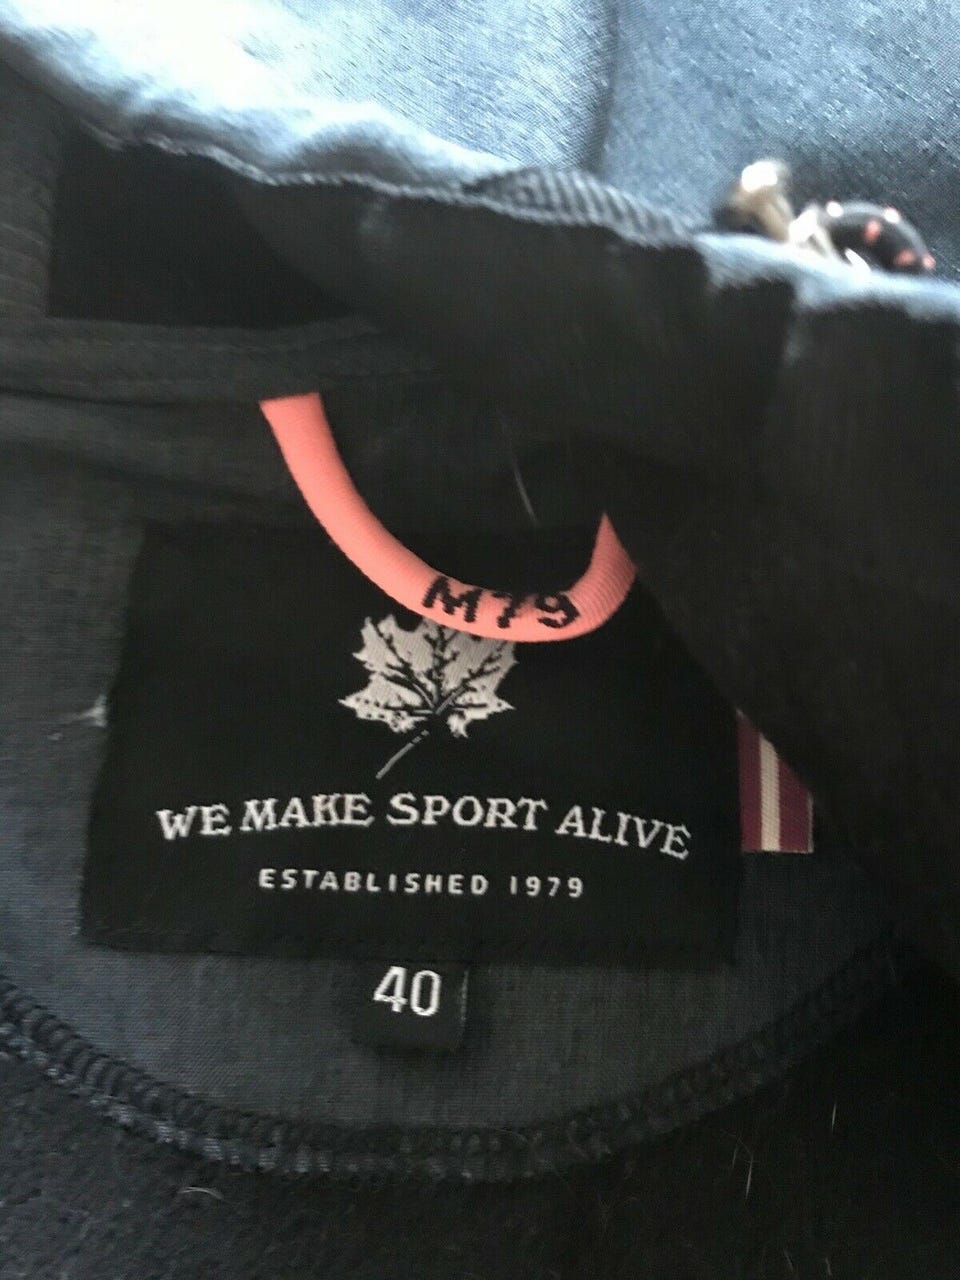 M79
WE MAKE SPORT ALIVE
ESTABLISHED 1979
40